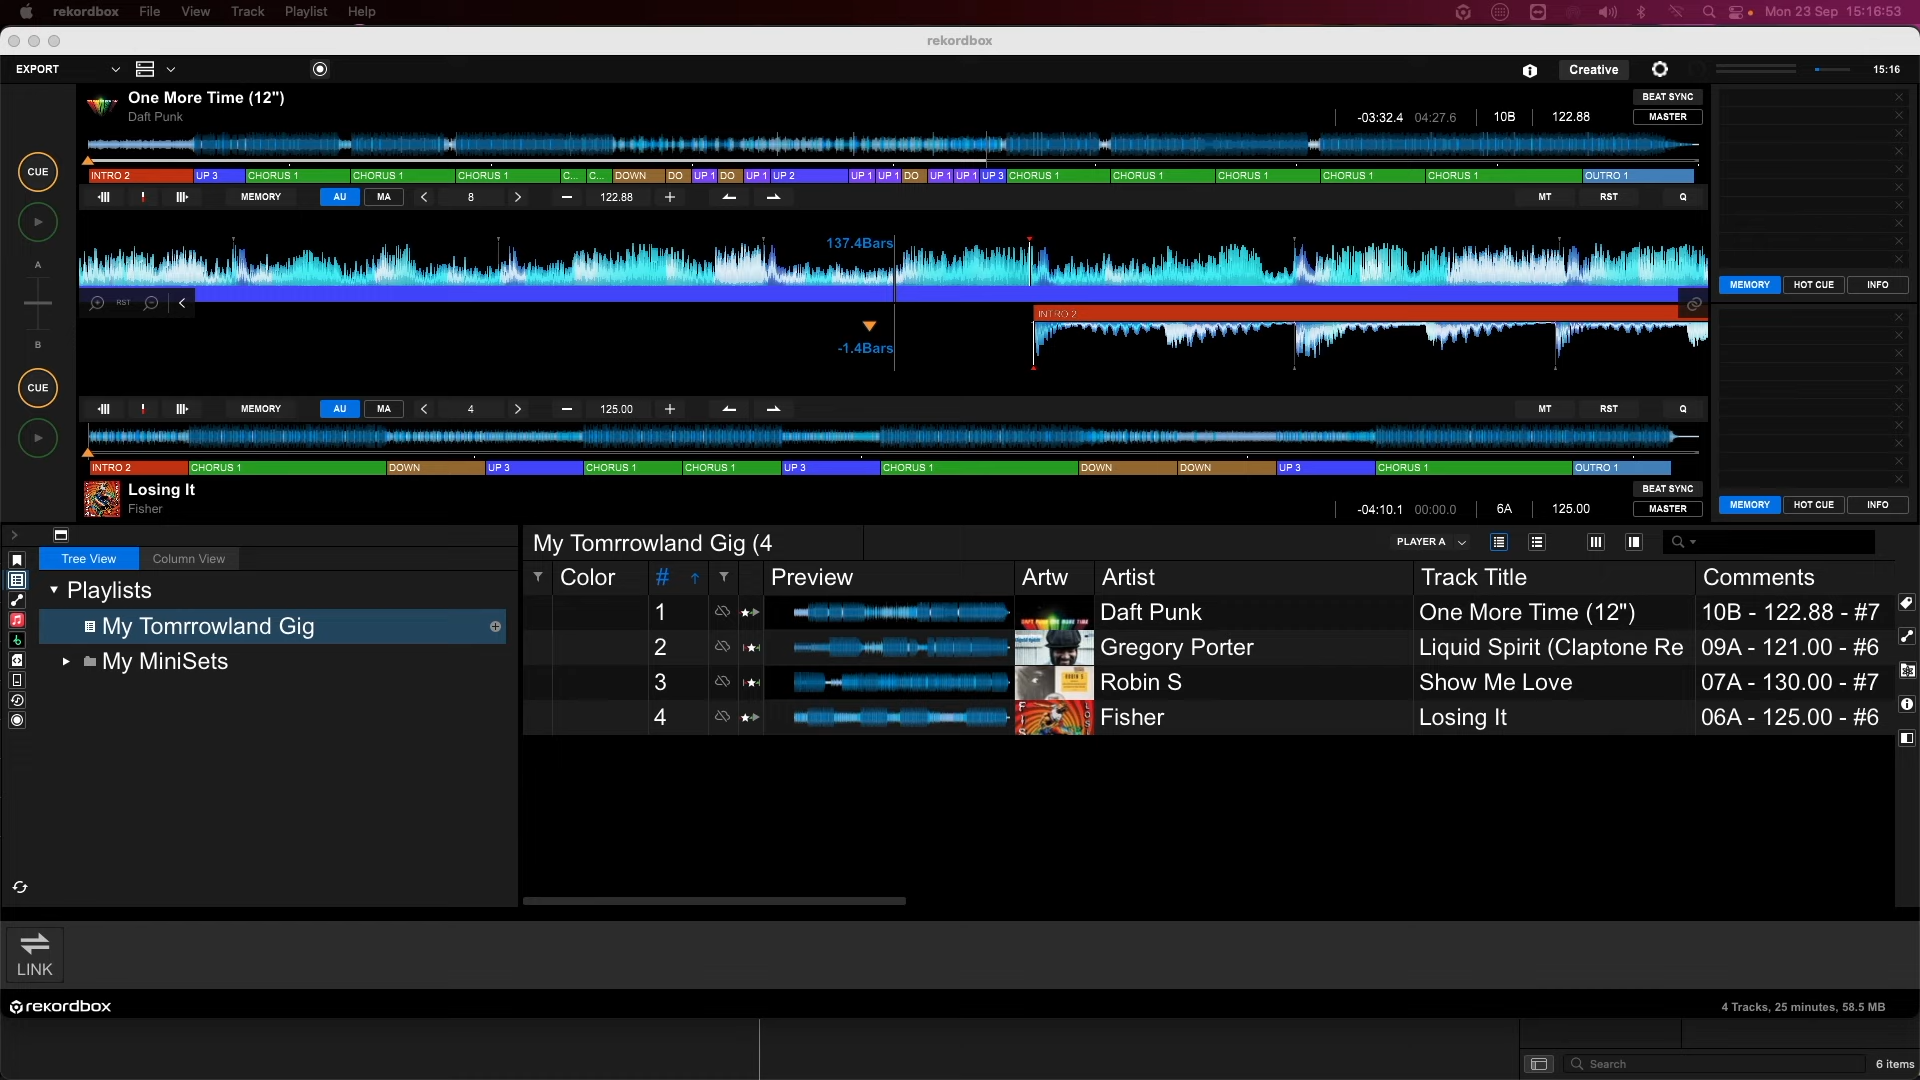 rekordbox File View Track Playlist Help Mon 23 Sep 15:16:53
rekordbox
EXPORT Creative 15:16
One More Time (12")
Daft Punk
-03:32.4 04:27.6 10B 122.88
BEAT SYNC
MASTER
INTRO 2 UP 3 CHORUS 1 CHORUS 1 CHORUS 1 C... C... DOWN DO UP 1 DO UP 1 UP 2 UP 1 UP 1 DO UP 1 UP 1 UP 3 CHORUS 1 CHORUS 1 CHORUS 1 CHORUS 1 CHORUS 1 OUTRO 1
MEMORY AU MA < 8 > − 122.88 + MT RST Q
CUE
A
B
CUE
137.4Bars
RST
-1.4Bars
INTRO 2
MEMORY HOT CUE INFO
MEMORY AU MA < 4 > − 125.00 + MT RST Q
INTRO 2 CHORUS 1 DOWN UP 3 CHORUS 1 CHORUS 1 UP 3 CHORUS 1 DOWN DOWN UP 3 CHORUS 1 OUTRO 1
Losing It
Fisher
-04:10.1 00:00.0 6A 125.00
BEAT SYNC
MASTER
MEMORY HOT CUE INFO
Tree View Column View
Playlists
My Tomrrowland Gig
My MiniSets
My Tomrrowland Gig (4
PLAYER A
Color # Preview Artw Artist Track Title Comments
1 Daft Punk One More Time (12") 10B - 122.88 - #7
2 Gregory Porter Liquid Spirit (Claptone Re 09A - 121.00 - #6
3 Robin S Show Me Love 07A - 130.00 - #7
4 Fisher Losing It 06A - 125.00 - #6
LINK
rekordbox
4 Tracks, 25 minutes, 58.5 MB
Search
6 items